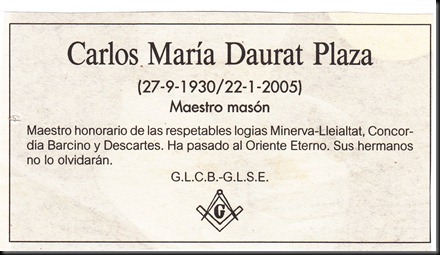 Carlos María Daurat Plaza
(27-9-1930/22-1-2005)
Maestro masón
Maestro honorario de las respetables logias Minerva-Lleialtat, Concor-
dia Barcino y Descartes. Ha pasado al Oriente Eterno. Sus hermanos
no lo olvidarán.
G.L.C.B.-G.L.S.E.
G